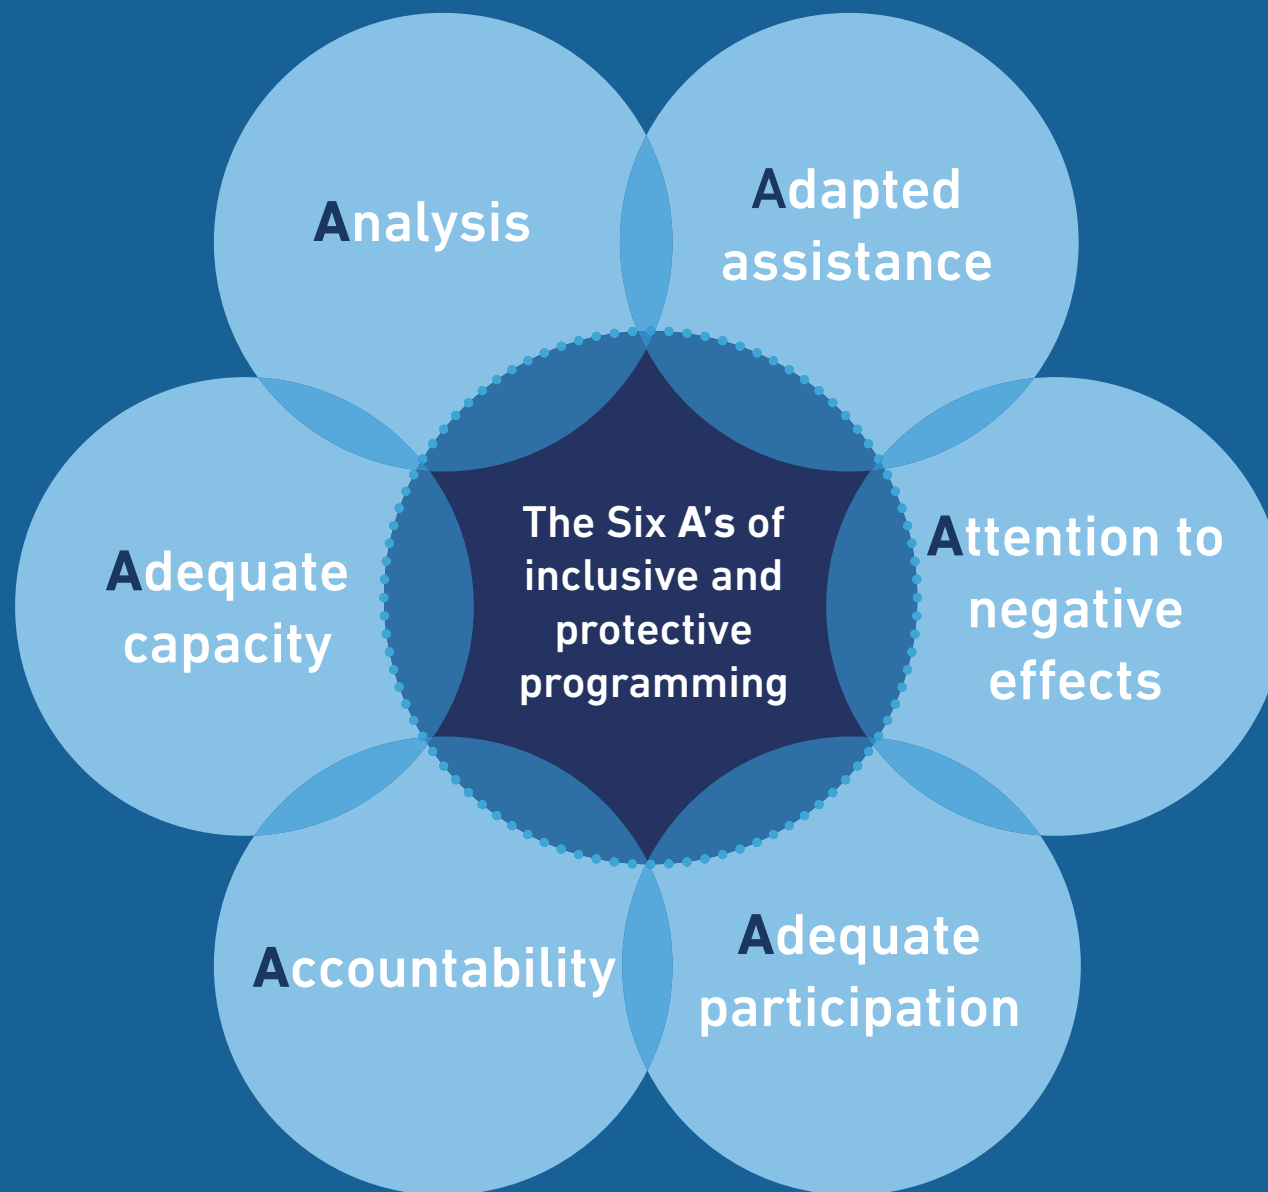 Analysis
Adapted
assistance
Attention to
negative
effects
Adequate
participation
Accountability
Adequate
capacity
The Six A's of
inclusive and
protective
programming